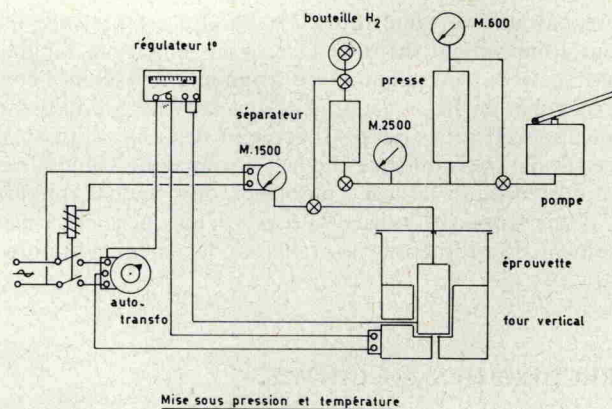 bouteille H2
M.600
régulateur t°
presse
séparateur
M.2500
M.1500
pompe
éprouvette
auto-
transfo
four vertical
Mise sous pression et température